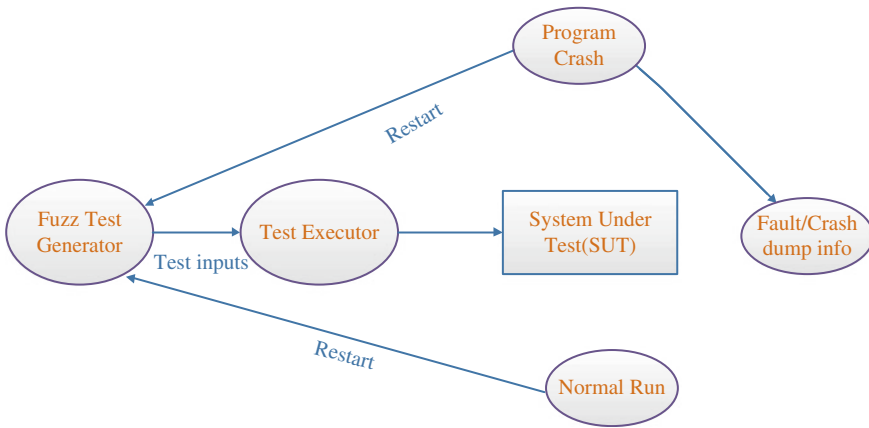 Program
Crash
Restart
Fuzz Test
Generator
Test inputs
Test Executor
System Under
Test(SUT)
Fault/Crash
dump info
Restart
Normal Run